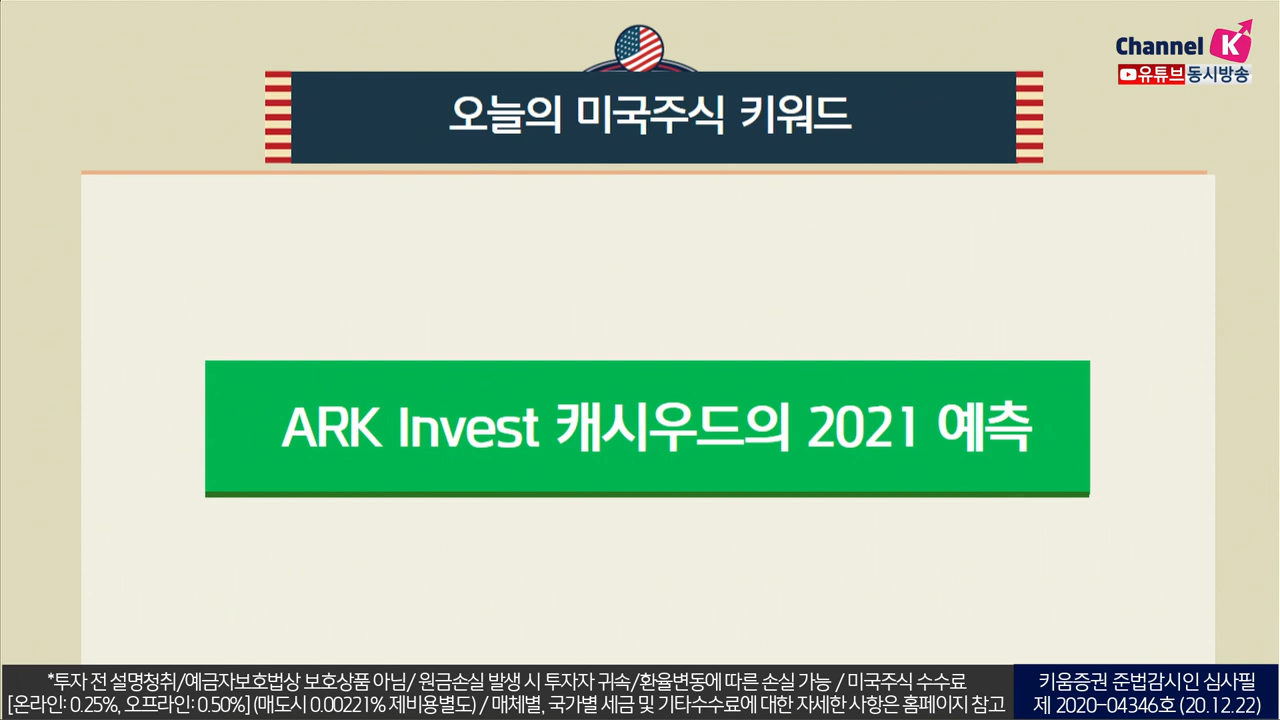 Channel K
유튜브 동시방송
오늘의 미국주식 키워드
ARK Invest 캐시우드의 2021 예측
*투자 전 설명청취/예금자보호법상 보호상품 아님/ 원금손실 발생 시 투자자 귀속/환율변동에 따른 손실 가능 / 미국주식 수수료
[온라인: 0.25%, 오프라인: 0.50%] (매도시 0.00221% 제비용별도) / 매체별, 국가별 세금 및 기타수수료에 대한 자세한 사항은 홈페이지 참고
키움증권 준법감시인 심사필
제 2020-04346호 (20.12.22)